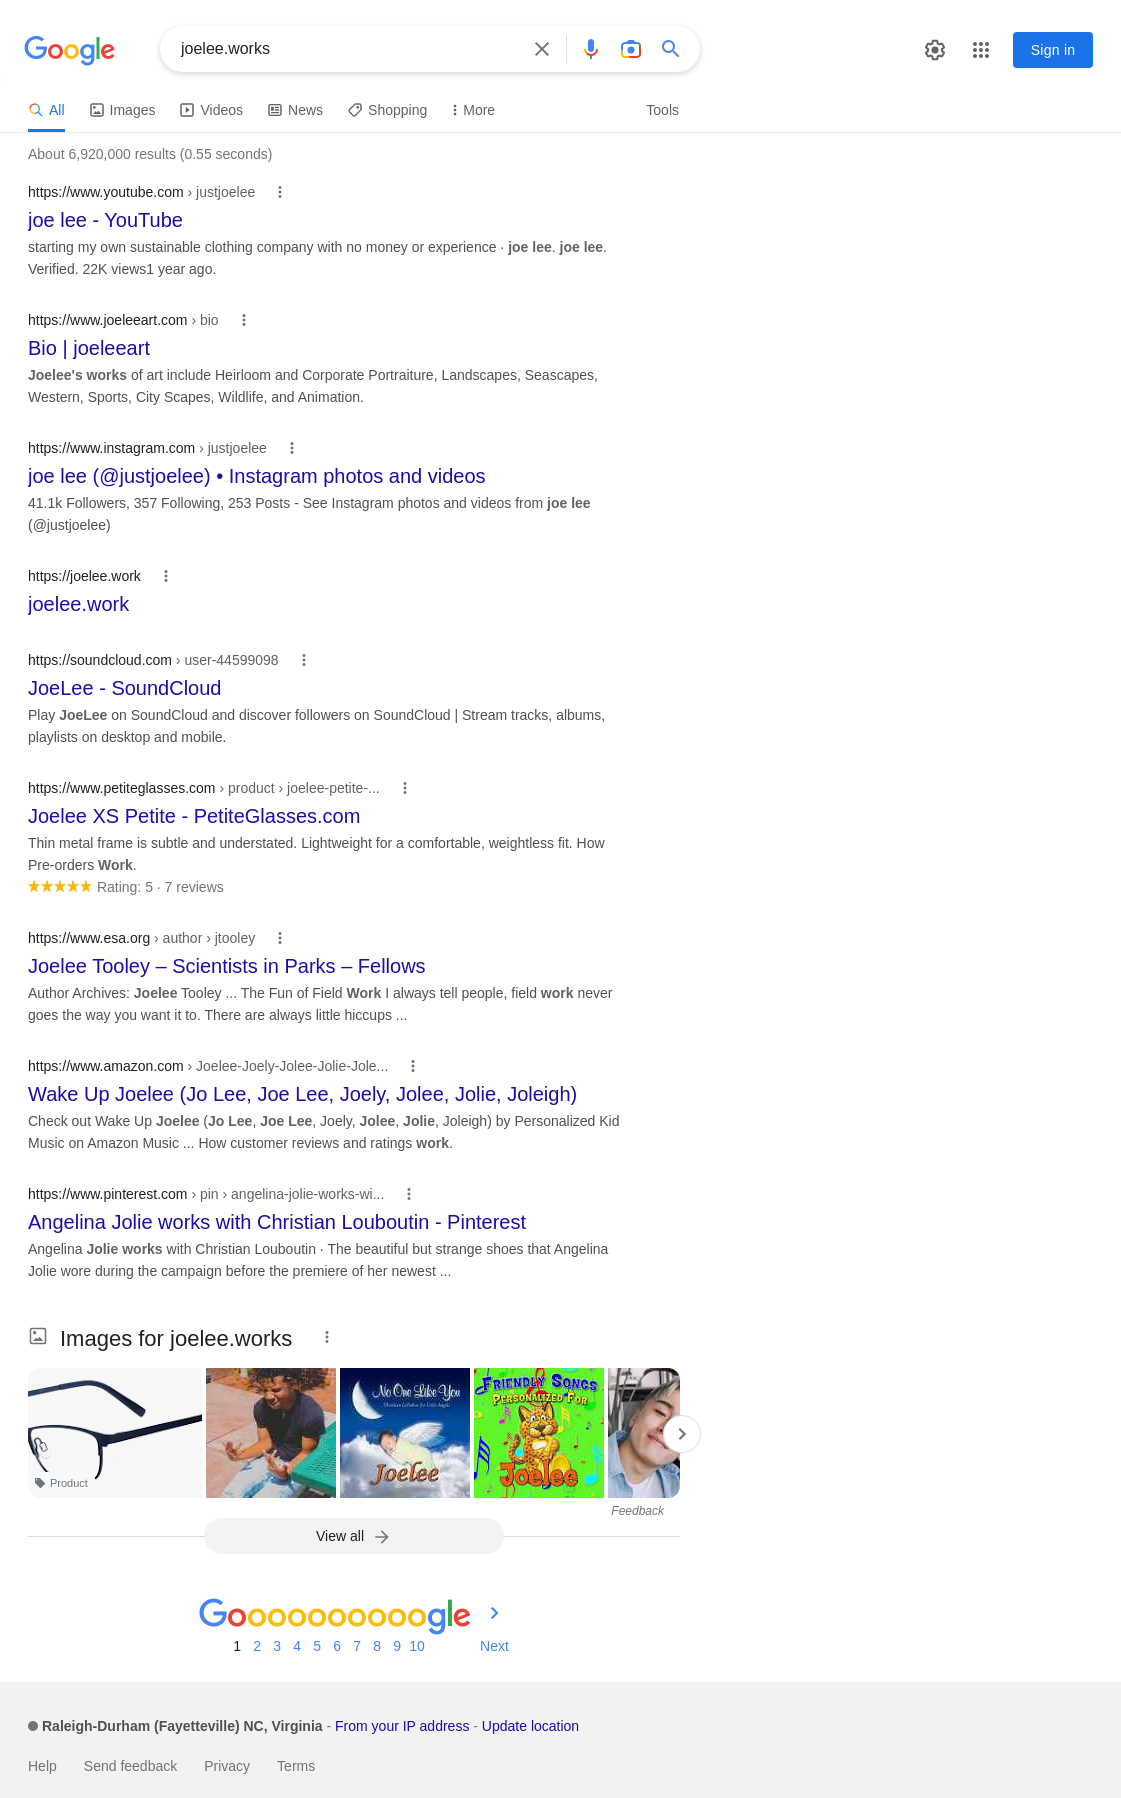 Google
joelee.works
Sign in
All
Images
Videos
News
Shopping
More
Tools
About 6,920,000 results (0.55 seconds)
https://www.youtube.com › justjoelee
joe lee - YouTube
starting my own sustainable clothing company with no money or experience · joe lee. joe lee.
Verified. 22K views1 year ago.
https://www.joeleeart.com › bio
Bio | joeleeart
Joelee's works of art include Heirloom and Corporate Portraiture, Landscapes, Seascapes,
Western, Sports, City Scapes, Wildlife, and Animation.
https://www.instagram.com › justjoelee
joe lee (@justjoelee) • Instagram photos and videos
41.1k Followers, 357 Following, 253 Posts - See Instagram photos and videos from joe lee
(@justjoelee)
https://joelee.work
joelee.work
https://soundcloud.com › user-44599098
JoeLee - SoundCloud
Play JoeLee on SoundCloud and discover followers on SoundCloud | Stream tracks, albums,
playlists on desktop and mobile.
https://www.petiteglasses.com › product › joelee-petite-...
Joelee XS Petite - PetiteGlasses.com
Thin metal frame is subtle and understated. Lightweight for a comfortable, weightless fit. How
Pre-orders Work.
Rating: 5 · 7 reviews
https://www.esa.org › author › jtooley
Joelee Tooley – Scientists in Parks – Fellows
Author Archives: Joelee Tooley ... The Fun of Field Work I always tell people, field work never
goes the way you want it to. There are always little hiccups ...
https://www.amazon.com › Joelee-Joely-Jolee-Jolie-Jole...
Wake Up Joelee (Jo Lee, Joe Lee, Joely, Jolee, Jolie, Joleigh)
Check out Wake Up Joelee (Jo Lee, Joe Lee, Joely, Jolee, Jolie, Joleigh) by Personalized Kid
Music on Amazon Music ... How customer reviews and ratings work.
https://www.pinterest.com › pin › angelina-jolie-works-wi...
Angelina Jolie works with Christian Louboutin - Pinterest
Angelina Jolie works with Christian Louboutin · The beautiful but strange shoes that Angelina
Jolie wore during the campaign before the premiere of her newest ...
Images for joelee.works
Product
No One Like You
Christian Lullabies for Little Angels
Joelee
FRIENDLY SONGS
PERSONALIZED FOR
Joelee
Feedback
View all
Goooooooooogle
1 2 3 4 5 6 7 8 9 10 Next
Raleigh-Durham (Fayetteville) NC, Virginia - From your IP address - Update location
Help Send feedback Privacy Terms